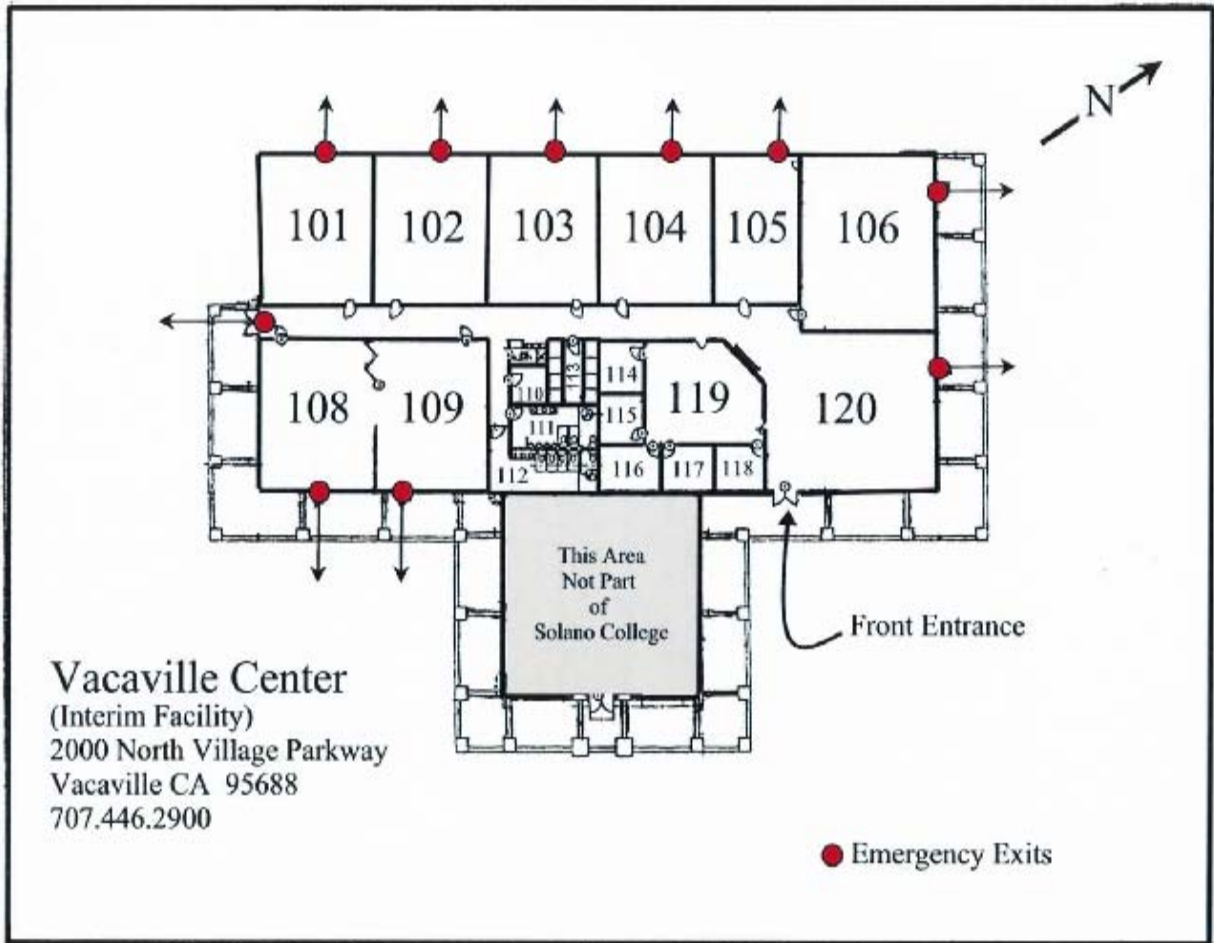 N
101
102
103
104
105
106
108
109
110
113
114
119
120
111
115
112
116
117
118
This Area
Not Part
of
Solano College
Front Entrance
Vacaville Center
(Interim Facility)
2000 North Village Parkway
Vacaville CA 95688
707.446.2900
Emergency Exits